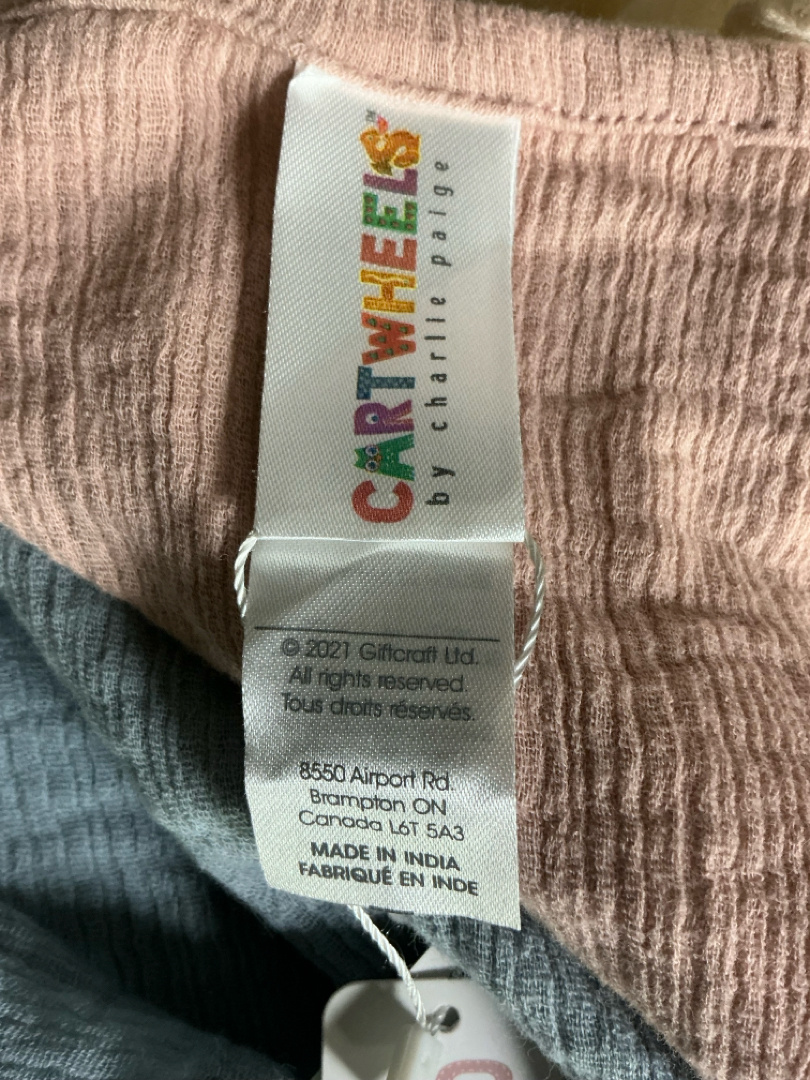 CARTWHEELS™
by charlie paige
© 2021 Giftcraft Ltd.
All rights reserved.
Tous droits réservés.
8550 Airport Rd.
Brampton ON
Canada L6T 5A3
MADE IN INDIA
FABRIQUÉ EN INDE